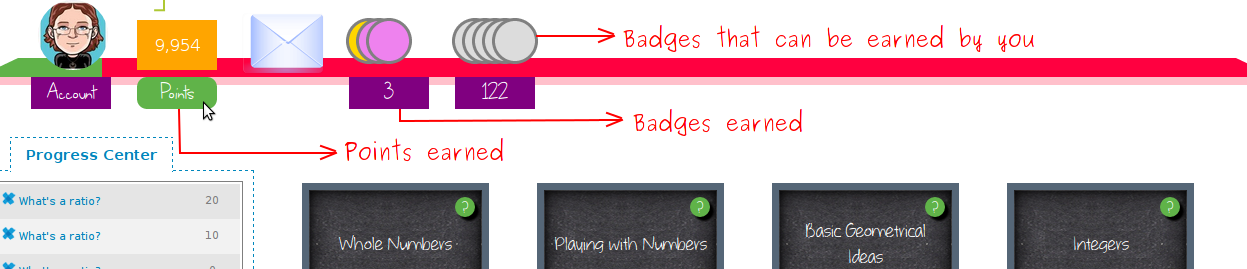 9,954
Badges that can be earned by you
Account
Points
3
122
Badges earned
Points earned
Progress Center
What's a ratio? 20
What's a ratio? 10
?
?
?
?
Whole Numbers
Playing with Numbers
Basic Geometrical
Ideas
Integers